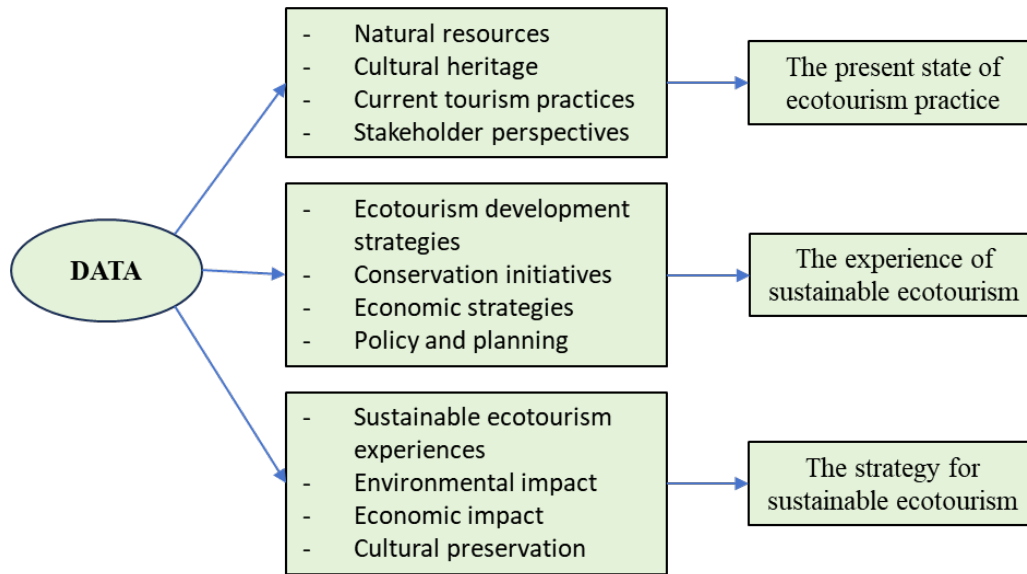 - Natural resources
- Cultural heritage
- Current tourism practices
- Stakeholder perspectives
The present state of
ecotourism practice
DATA
- Ecotourism development
strategies
- Conservation initiatives
- Economic strategies
- Policy and planning
The experience of
sustainable ecotourism
- Sustainable ecotourism
experiences
- Environmental impact
- Economic impact
- Cultural preservation
The strategy for
sustainable ecotourism